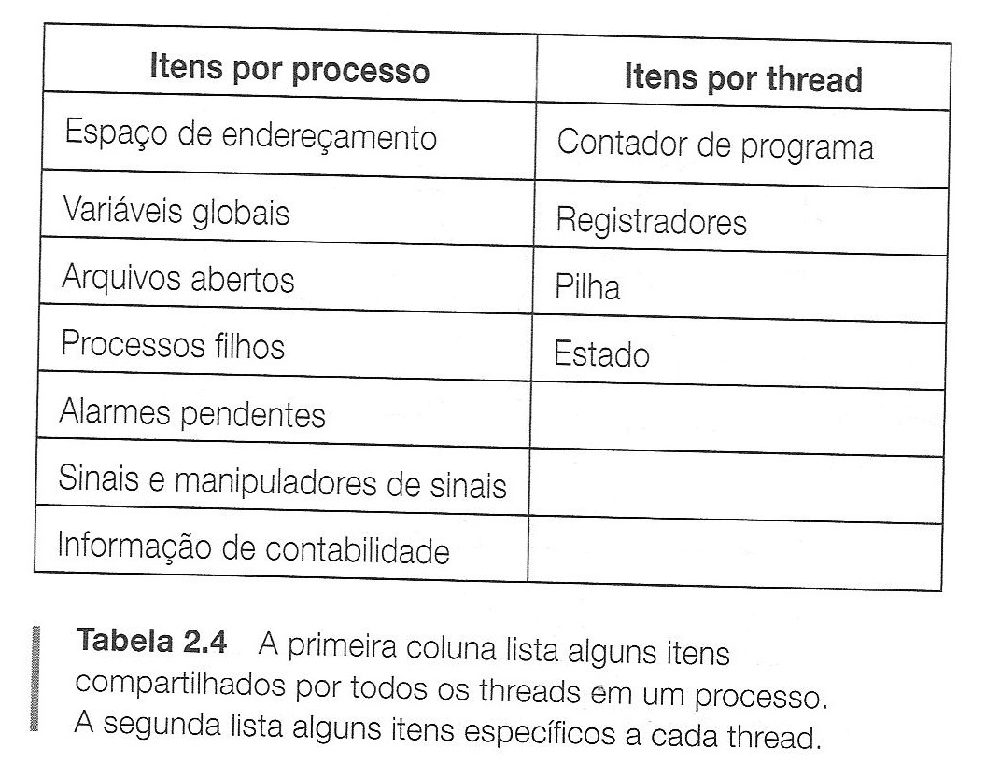 Itens por processo Itens por thread
Espaço de endereçamento Contador de programa
Variáveis globais Registradores
Arquivos abertos Pilha
Processos filhos Estado
Alarmes pendentes
Sinais e manipuladores de sinais
Informação de contabilidade
Tabela 2.4 A primeira coluna lista alguns itens
compartilhados por todos os threads em um processo.
A segunda lista alguns itens específicos a cada thread.